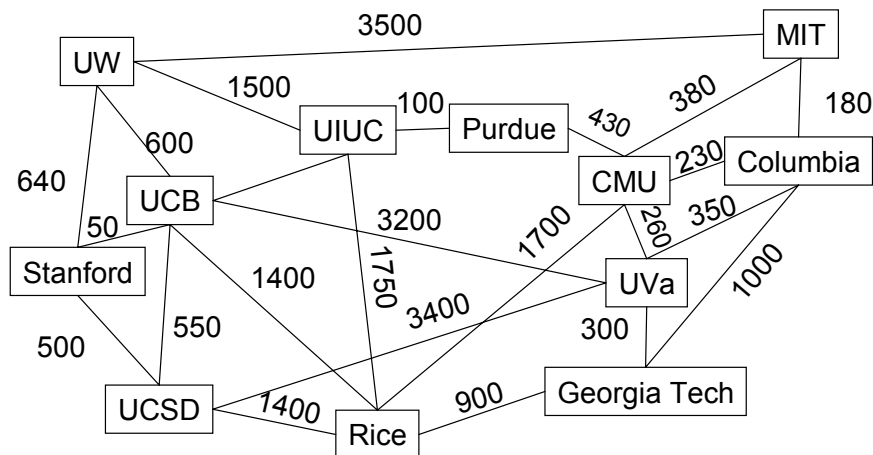 3500
MIT
UW
1500
100
380
180
UIUC
Purdue
430
600
230
Columbia
CMU
640
UCB
50
3200
1700
260
350
Stanford
1400
1750
UVa
1000
3400
300
500
550
UCSD
1400
900
Georgia Tech
Rice